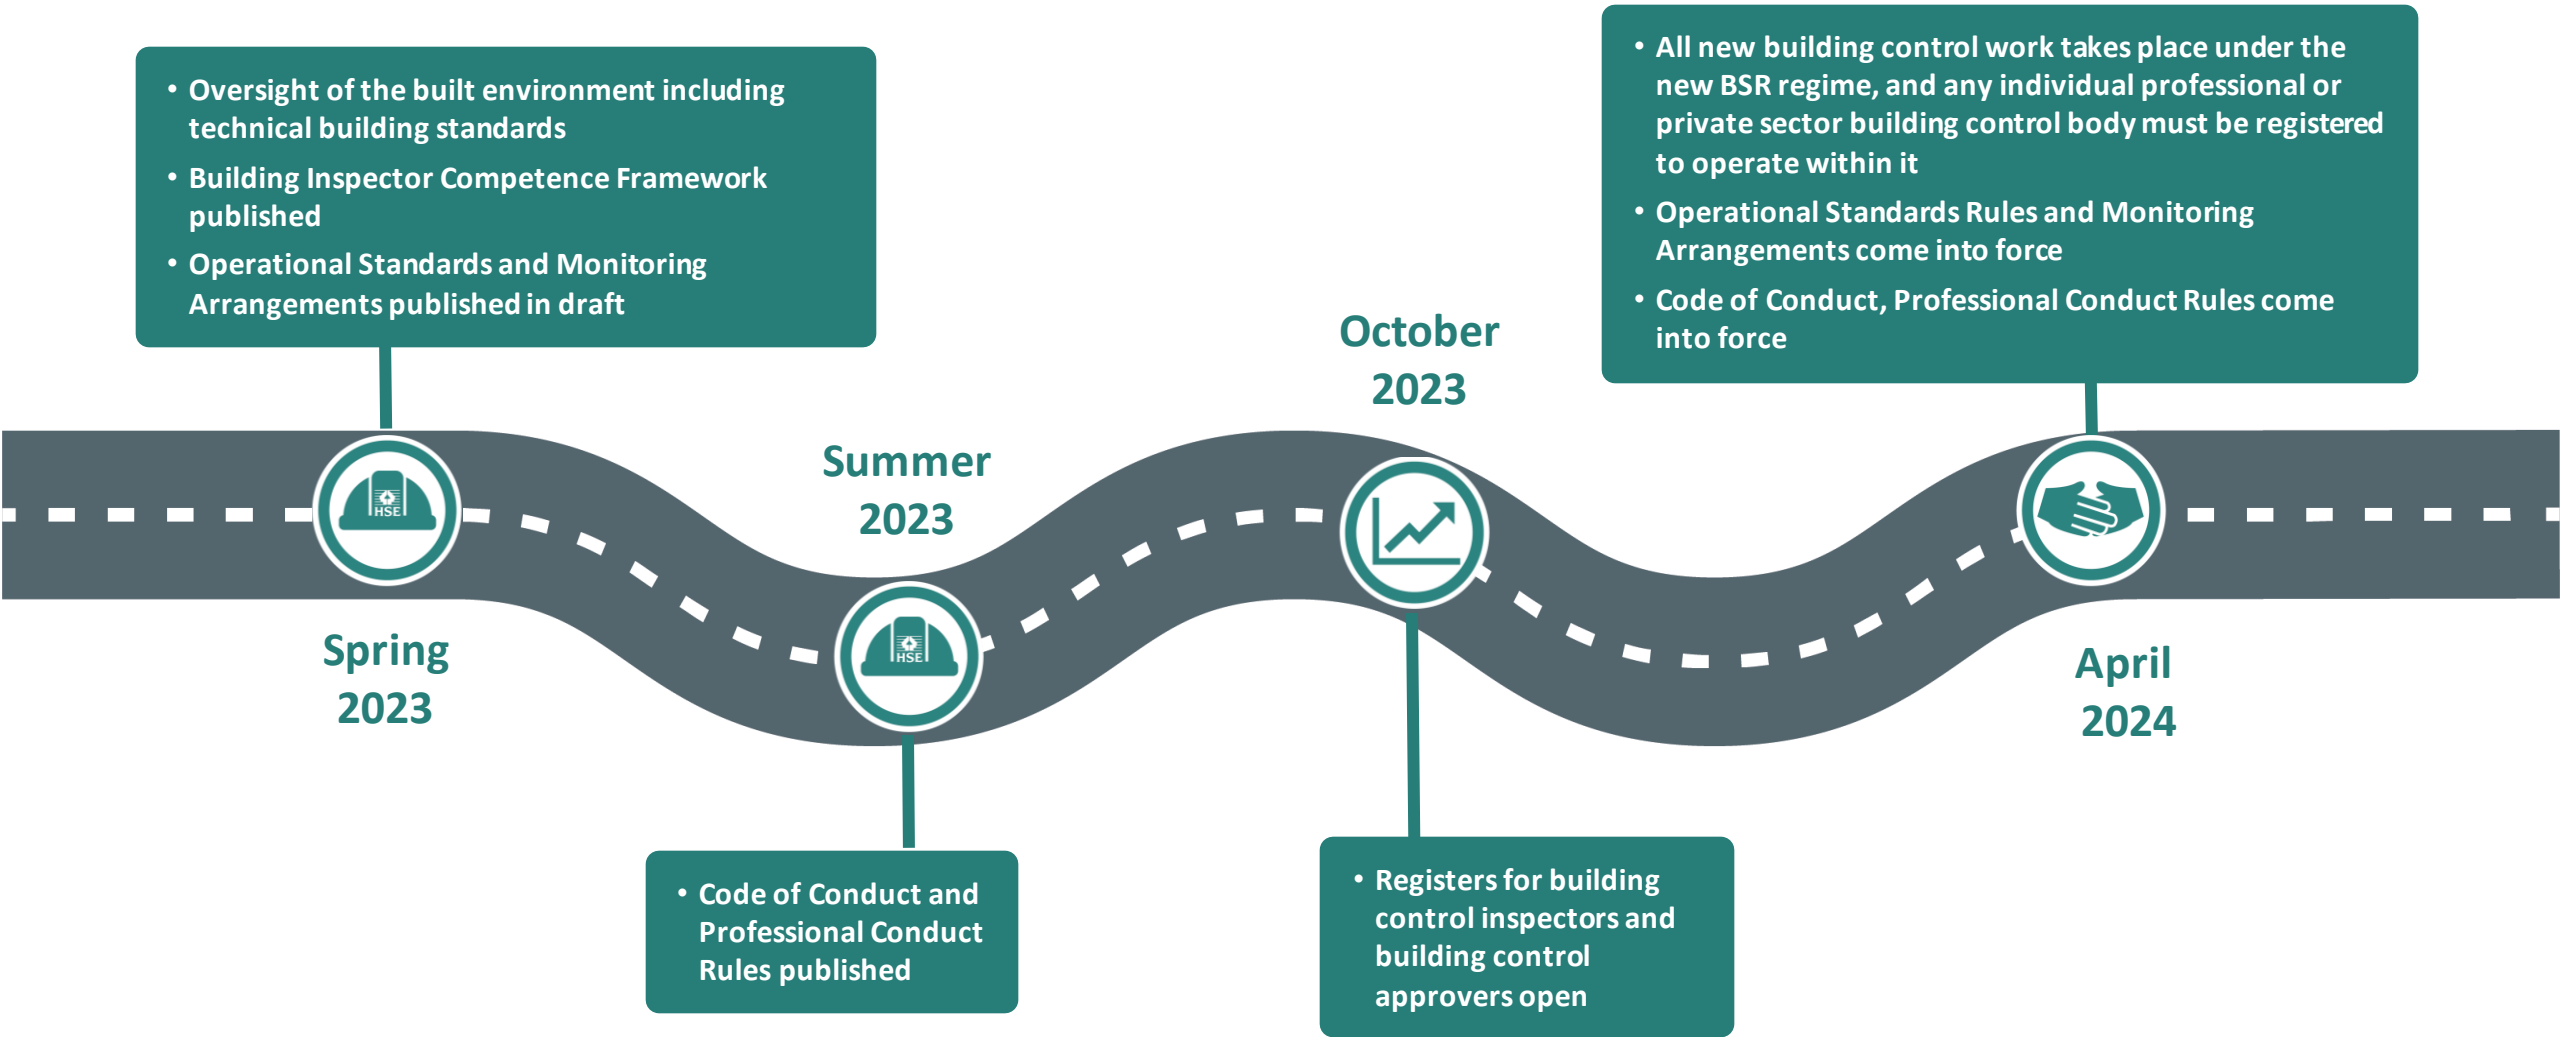 • Oversight of the built environment including
technical building standards
• Building Inspector Competence Framework
published
• Operational Standards and Monitoring
Arrangements published in draft
HSE
Spring
2023
Summer
2023
HSE
• Code of Conduct and
Professional Conduct
Rules published
October
2023
• Registers for building
control inspectors and
building control
approvers open
• All new building control work takes place under the
new BSR regime, and any individual professional or
private sector building control body must be registered
to operate within it
• Operational Standards Rules and Monitoring
Arrangements come into force
• Code of Conduct, Professional Conduct Rules come
into force
April
2024